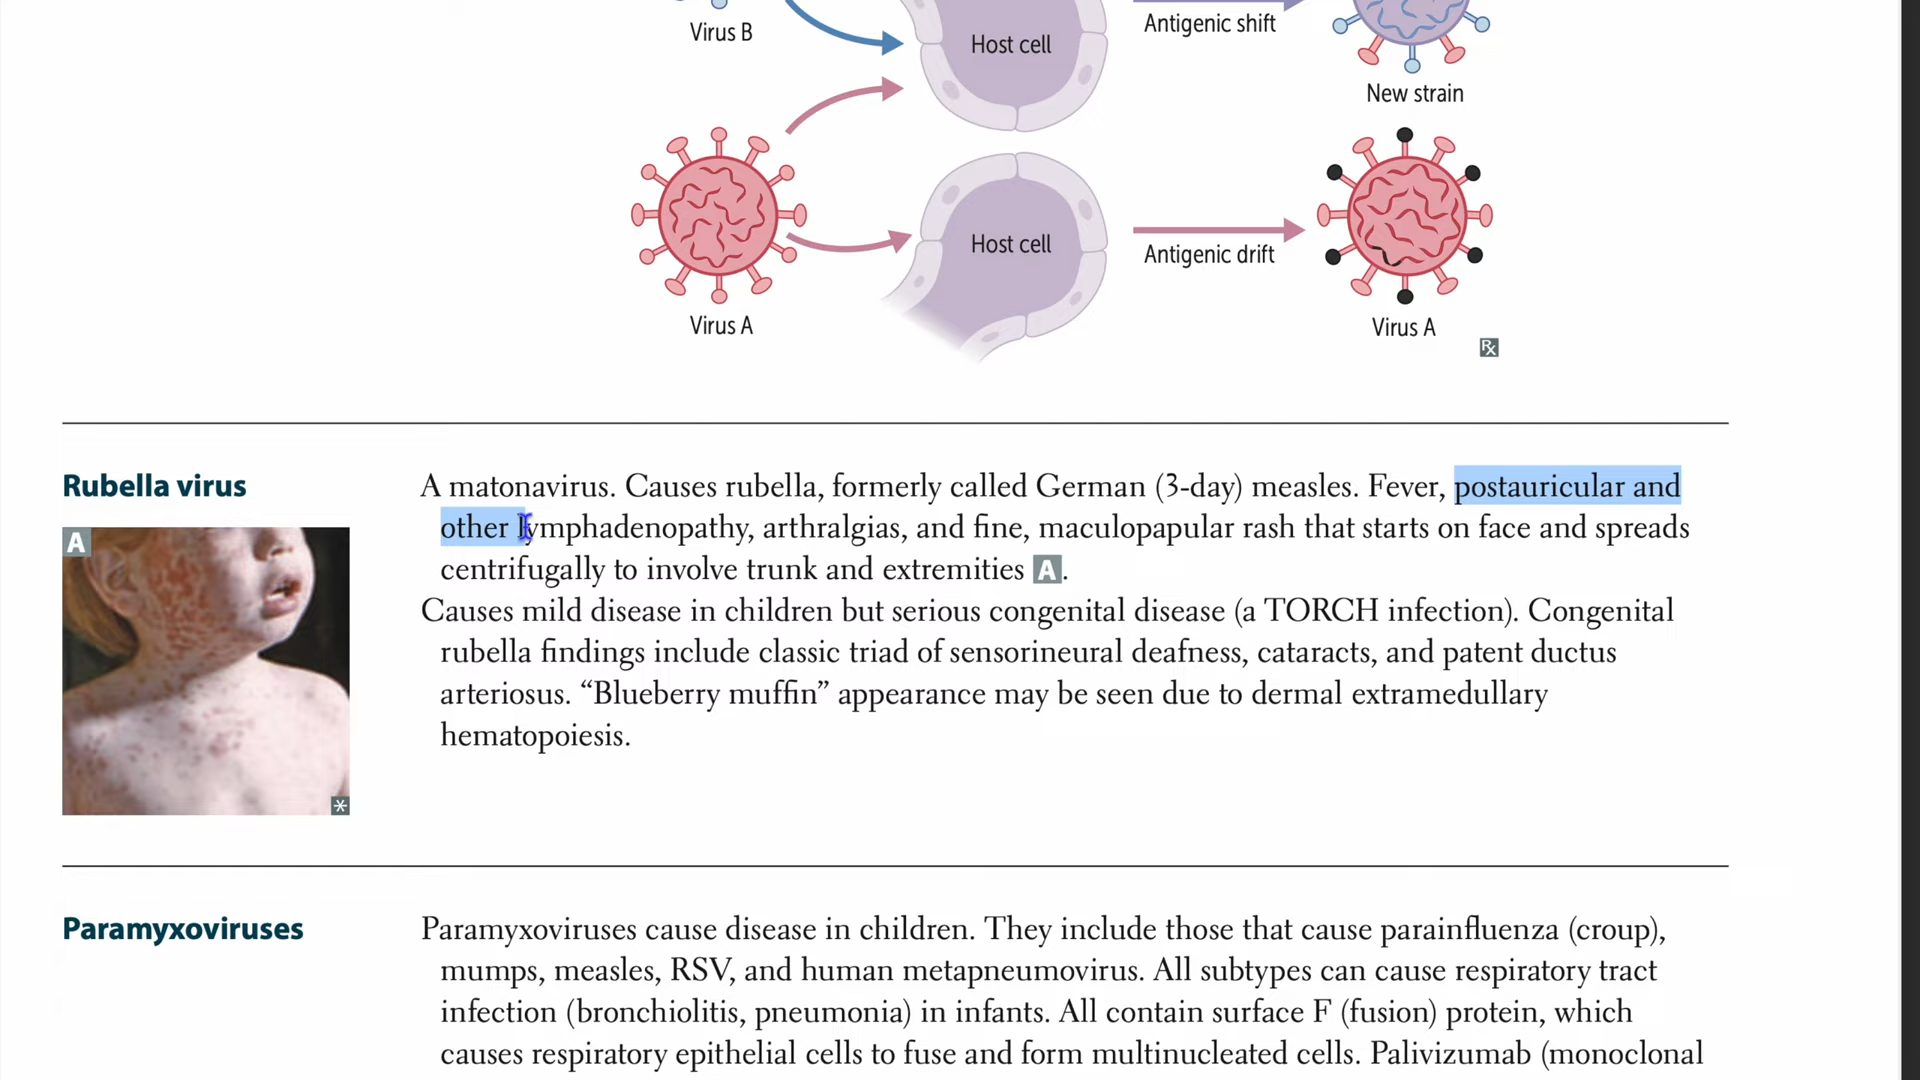 Virus B
Host cell
Antigenic shift
New strain
Virus A
Host cell
Antigenic drift
Virus A
Rx
Rubella virus
A matonavirus. Causes rubella, formerly called German (3-day) measles. Fever, postauricular and
other lymphadenopathy, arthralgias, and fine, maculopapular rash that starts on face and spreads
centrifugally to involve trunk and extremities A.
A
Causes mild disease in children but serious congenital disease (a TORCH infection). Congenital
rubella findings include classic triad of sensorineural deafness, cataracts, and patent ductus
arteriosus. “Blueberry muffin” appearance may be seen due to dermal extramedullary
hematopoiesis.
Paramyxoviruses
Paramyxoviruses cause disease in children. They include those that cause parainfluenza (croup),
mumps, measles, RSV, and human metapneumovirus. All subtypes can cause respiratory tract
infection (bronchiolitis, pneumonia) in infants. All contain surface F (fusion) protein, which
causes respiratory epithelial cells to fuse and form multinucleated cells. Palivizumab (monoclonal